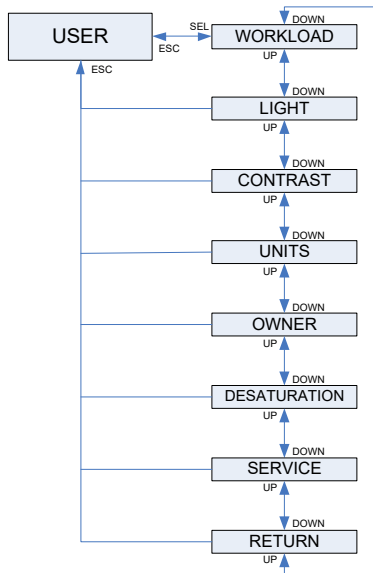 DOWN
USER
SEL
WORKLOAD
ESC
UP
ESC
DOWN
LIGHT
UP
DOWN
CONTRAST
UP
DOWN
UNITS
UP
DOWN
OWNER
UP
DOWN
DESATURATION
UP
DOWN
SERVICE
UP
DOWN
RETURN
UP